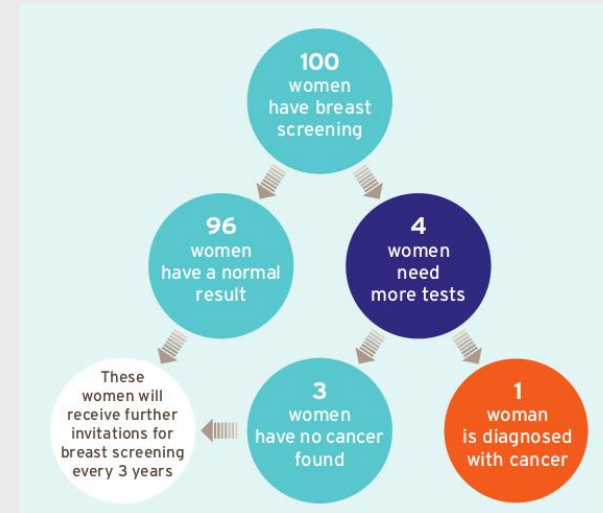 100
women
have breast
screening
96
women
have a normal
result
4
women
need
more tests
These
women will
receive further
invitations for
breast screening
every 3 years
3
women
have no cancer
found
1
woman
is diagnosed
with cancer